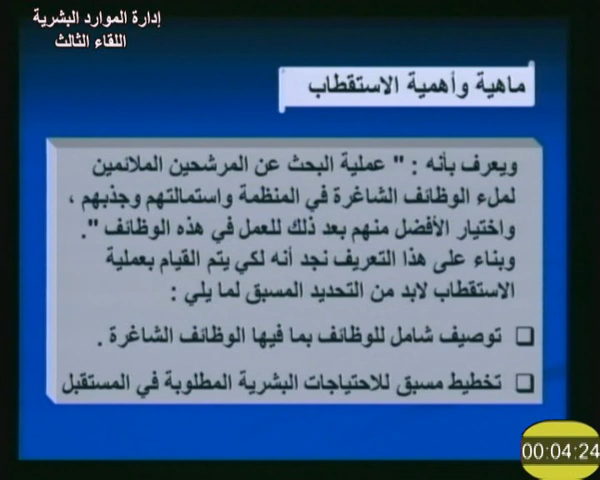 إدارة الموارد البشرية
اللقاء الثالث
ماهية وأهمية الاستقطاب
ويعرف بأنه : " عملية البحث عن المرشحين الملائمين
لملء الوظائف الشاغرة في المنظمة واستمالتهم وجذبهم ،
واختيار الأفضل منهم بعد ذلك للعمل في هذه الوظائف ".
وبناء على هذا التعريف نجد أنه لكي يتم القيام بعملية
الاستقطاب لابد من التحديد المسبق لما يلي :
❑ توصيف شامل للوظائف بما فيها الوظائف الشاغرة .
❑ تخطيط مسبق للاحتياجات البشرية المطلوبة في المستقبل
00:04:24